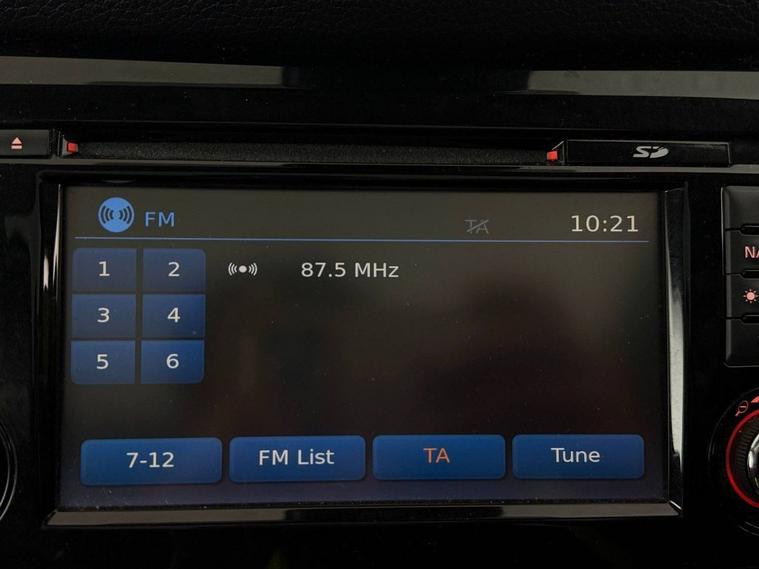 SD
FM TA 10:21
1 2 87.5 MHz
3 4
5 6
7-12 FM List TA Tune